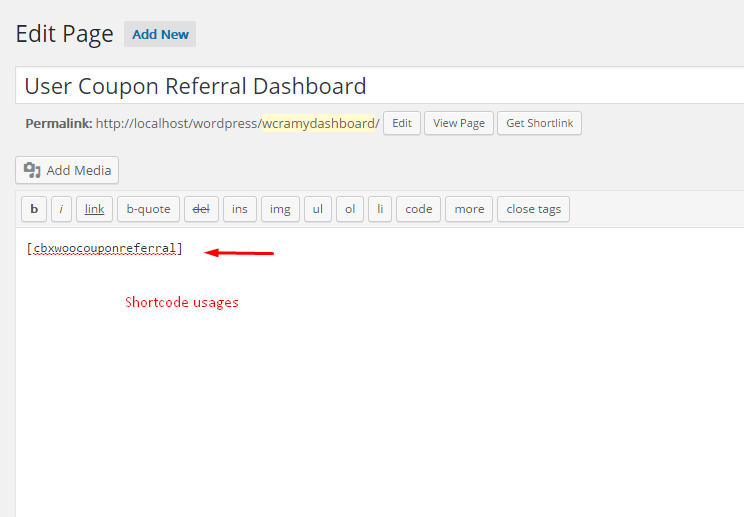 Edit Page Add New
User Coupon Referral Dashboard
Permalink: http://localhost/wordpress/wcramydashboard/ Edit View Page Get Shortlink
Add Media
b i link b-quote del ins img ul ol li code more close tags
[cbxwoocouponreferral]
Shortcode usages